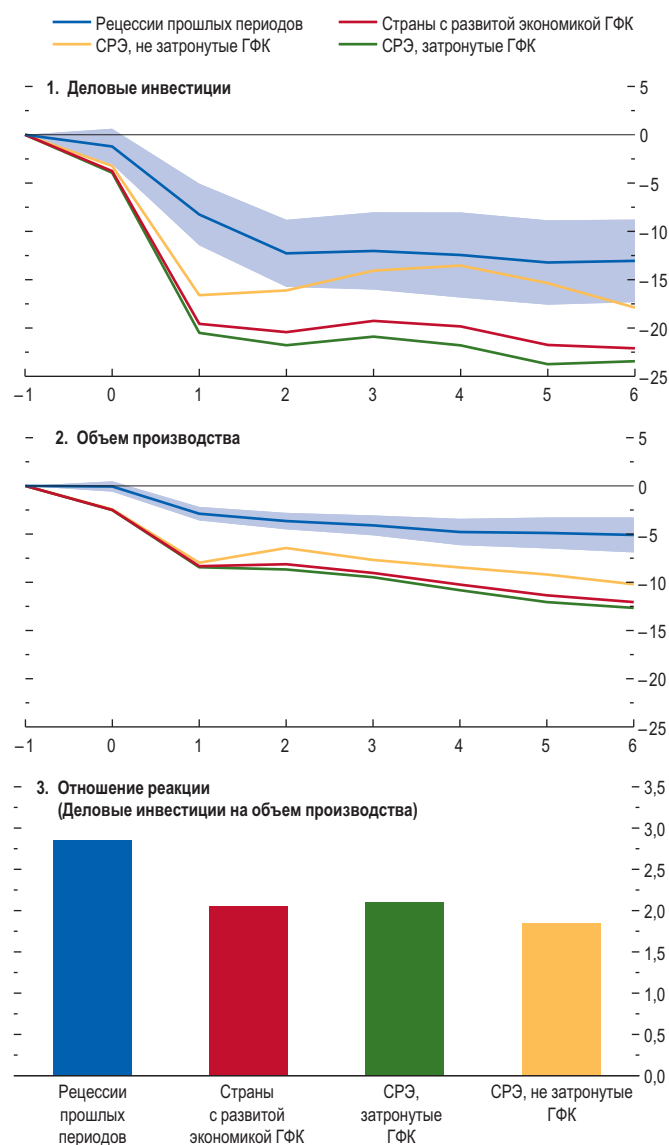 Рецессии прошлых периодов
Страны с развитой экономикой ГФК
СРЭ, не затронутые ГФК
СРЭ, затронутые ГФК
1. Деловые инвестиции
5
0
–5
–10
–15
–20
–25
–1 0 1 2 3 4 5 6
2. Объем производства
5
0
–5
–10
–15
–20
–25
–1 0 1 2 3 4 5 6
3. Отношение реакции
(Деловые инвестиции на объем производства)
3,5
3,0
2,5
2,0
1,5
1,0
0,5
0,0
Рецессии
прошлых
периодов
Страны
с развитой
экономикой ГФК
СРЭ,
затронутые
ГФК
СРЭ, не затронутые
ГФК